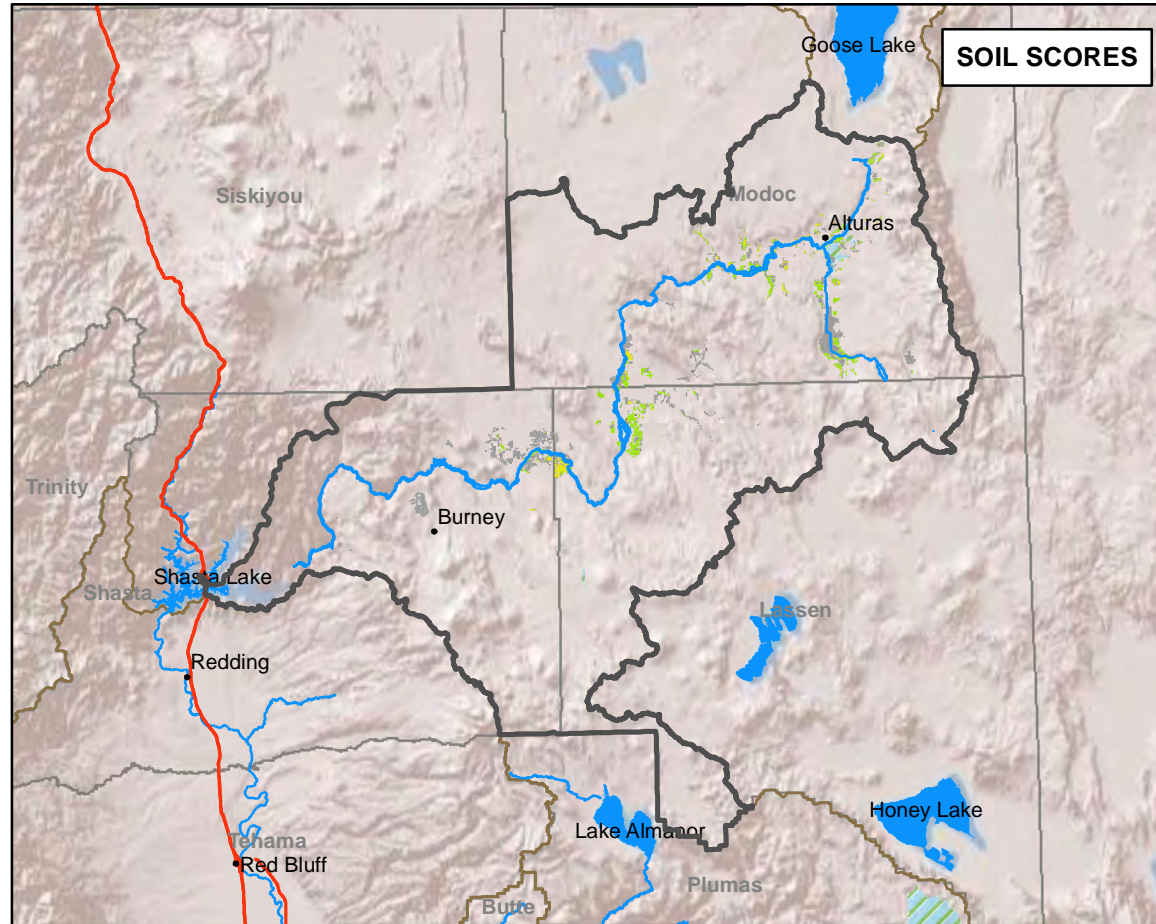 Goose Lake
SOIL SCORES
Siskiyou
Modoc
Alturas
Trinity
Burney
Shasta Lake
Shasta
Lassen
Redding
Honey Lake
Lake Almanor
Tehama
Red Bluff
Plumas
Butte